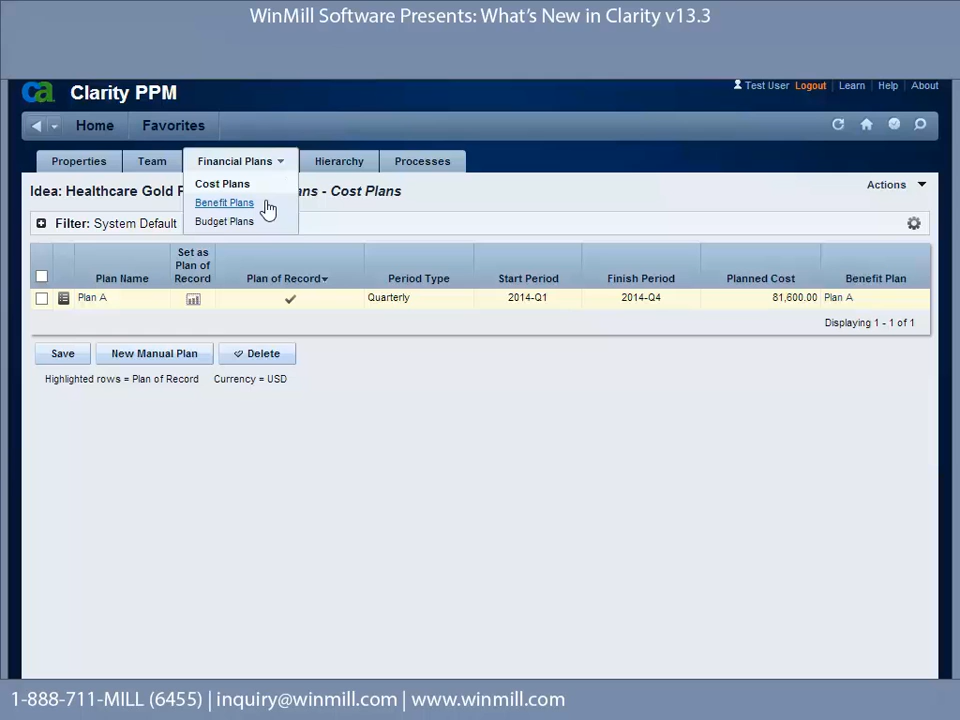 WinMill Software Presents: What's New in Clarity v13.3
ca Clarity PPM
Test User Logout Learn Help About
Home Favorites
Properties Team Financial Plans Hierarchy Processes
Cost Plans
Benefit Plans
Budget Plans
Idea: Healthcare Gold P ns - Cost Plans
Actions
Filter: System Default
Plan Name Set as Plan of Record Plan of Record Period Type Start Period Finish Period Planned Cost Benefit Plan
Plan A Quarterly 2014-Q1 2014-Q4 81,600.00 Plan A
Displaying 1 - 1 of 1
Save New Manual Plan Delete
Highlighted rows = Plan of Record Currency = USD
1-888-711-MILL (6455) | inquiry@winmill.com | www.winmill.com